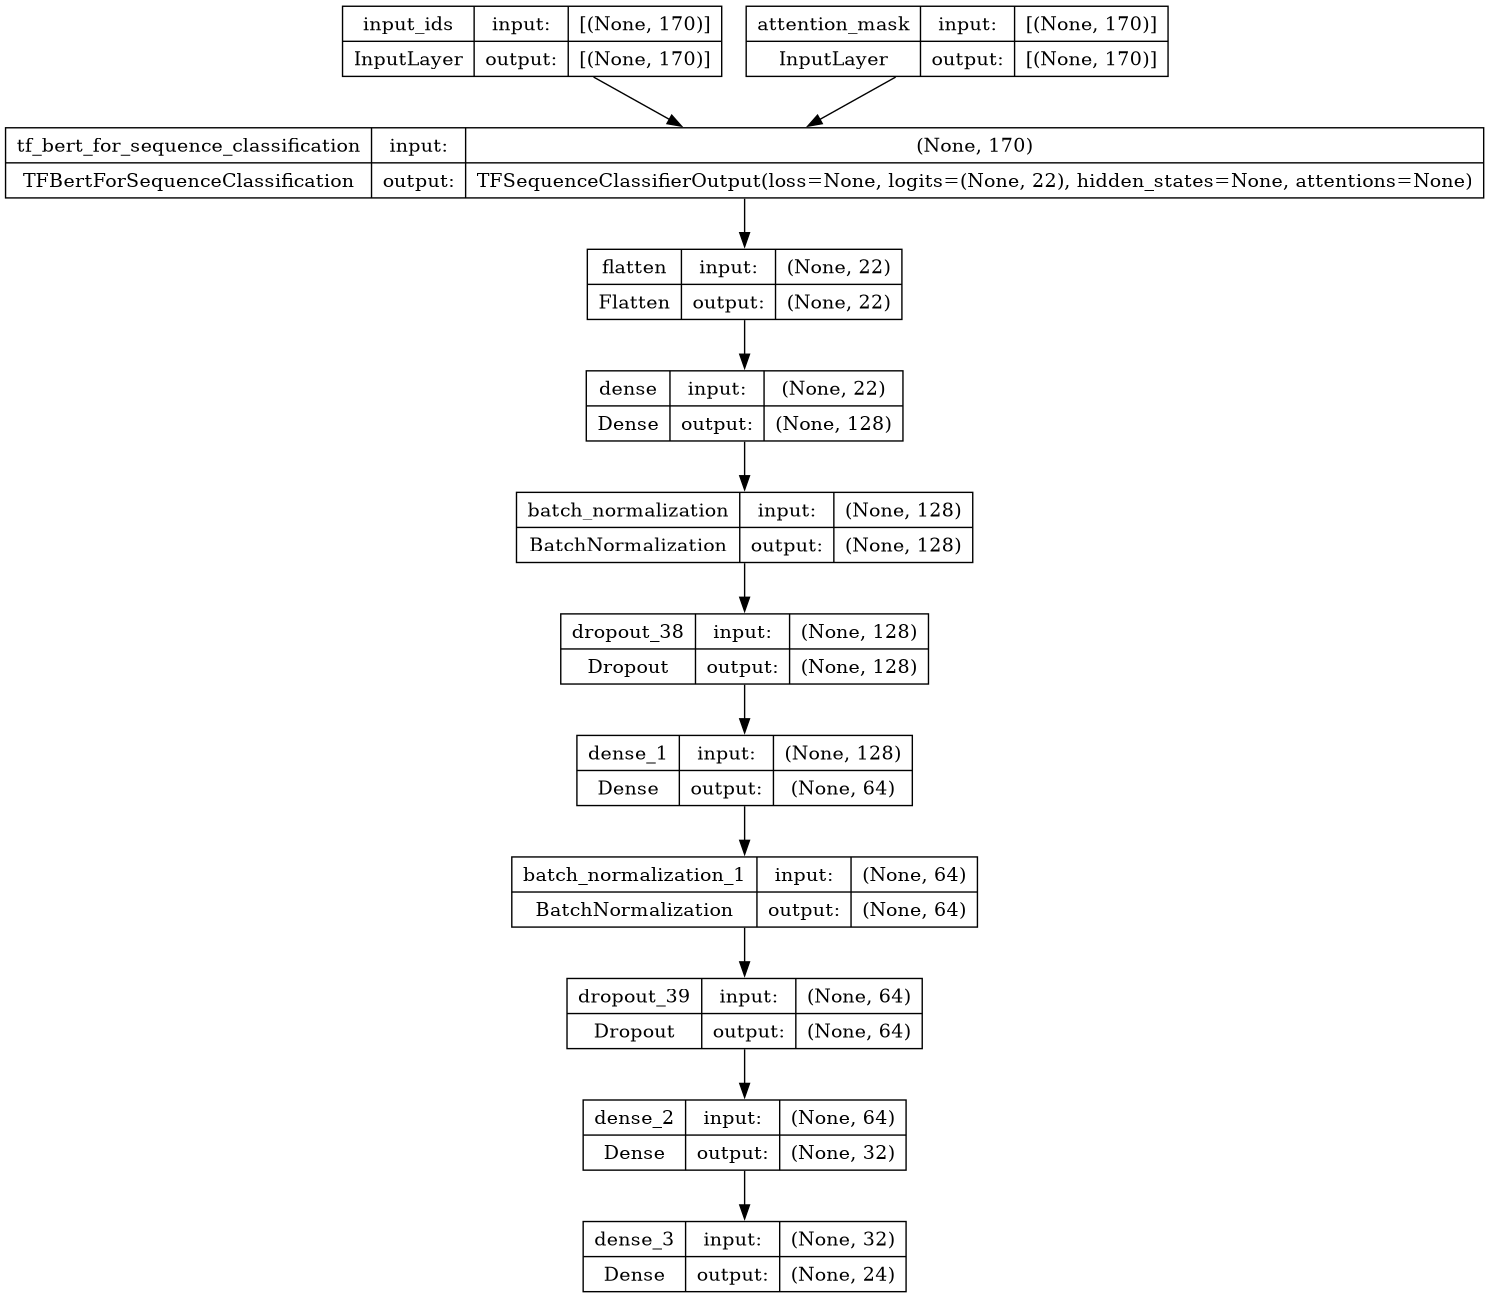 input_ids input: [(None, 170)]
InputLayer output: [(None, 170)]
attention_mask input: [(None, 170)]
InputLayer output: [(None, 170)]
tf_bert_for_sequence_classification input: (None, 170)
TFBertForSequenceClassification output: TFSequenceClassifierOutput(loss=None, logits=(None, 22), hidden_states=None, attentions=None)
flatten input: (None, 22)
Flatten output: (None, 22)
dense input: (None, 22)
Dense output: (None, 128)
batch_normalization input: (None, 128)
BatchNormalization output: (None, 128)
dropout_38 input: (None, 128)
Dropout output: (None, 128)
dense_1 input: (None, 128)
Dense output: (None, 64)
batch_normalization_1 input: (None, 64)
BatchNormalization output: (None, 64)
dropout_39 input: (None, 64)
Dropout output: (None, 64)
dense_2 input: (None, 64)
Dense output: (None, 32)
dense_3 input: (None, 32)
Dense output: (None, 24)